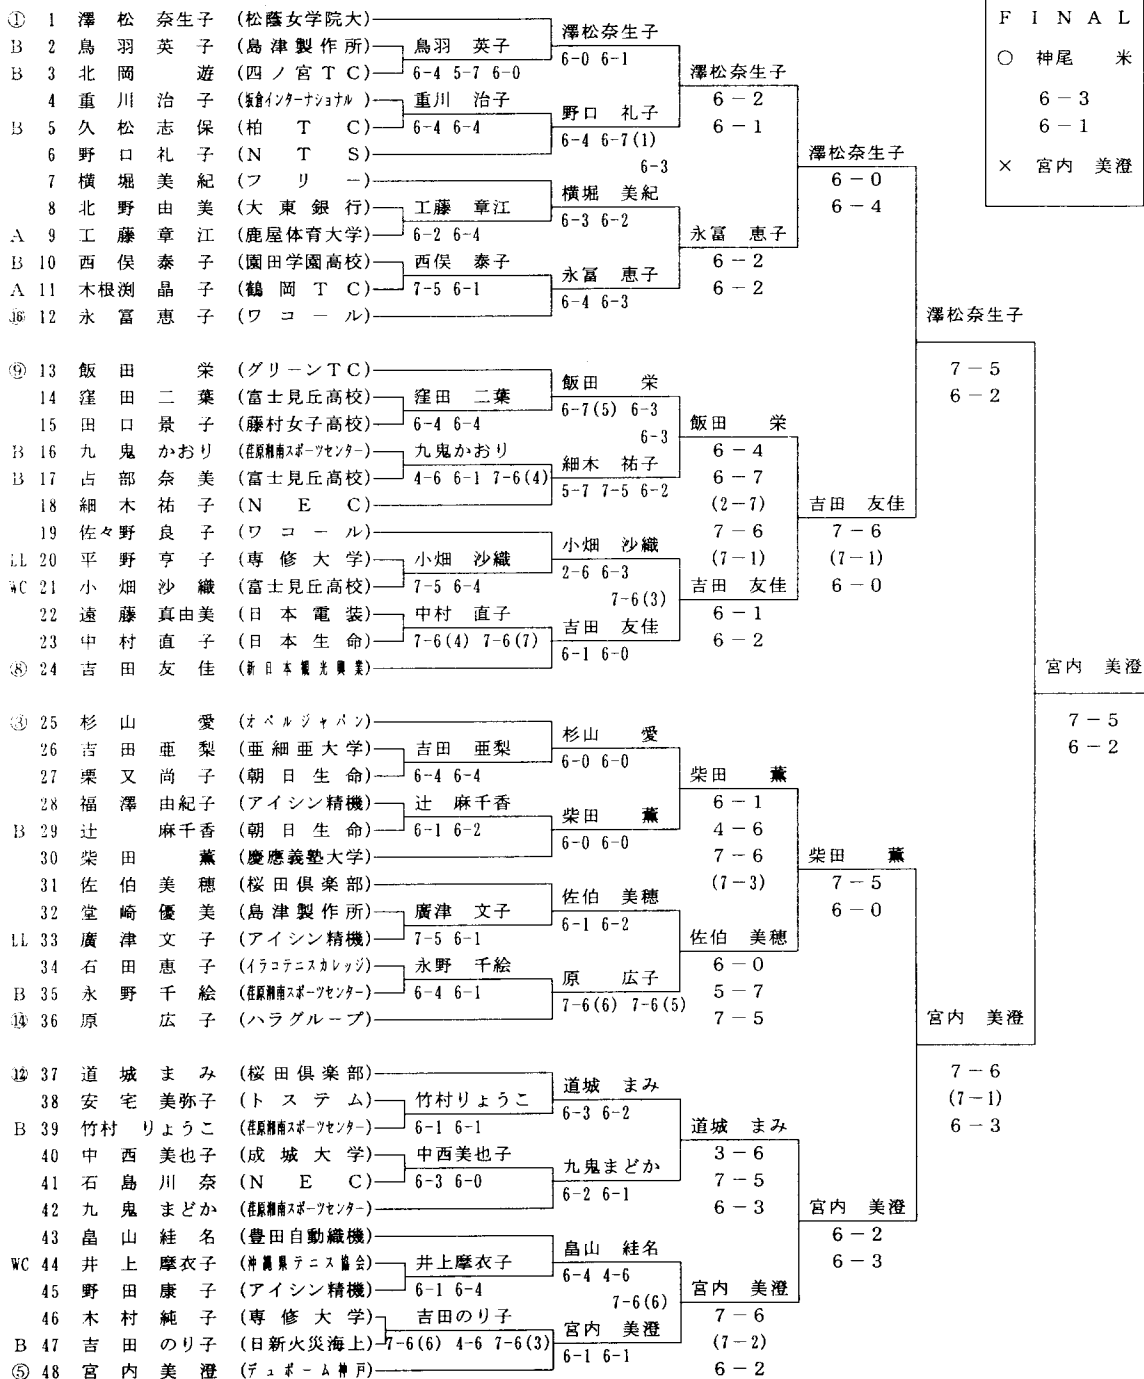 ① 1 澤松 奈生子 (松蔭女学院大) 澤松奈生子 FINAL
B 2 鳥羽 英子 (島津製作所) 鳥羽 英子 6-0 6-1 ○ 神尾 米
B 3 北岡 遊 (四ノ宮TC) 6-4 5-7 6-0 澤松奈生子
4 重川 治子 (板倉インターナショナル) 重川 治子 6-2 6-3
B 5 久松 志保 (柏TC) 6-4 6-4 野口 礼子 6-1 6-1
6 野口 礼子 (NTS) 6-4 6-7(1) 6-3 澤松奈生子 × 宮内 美澄
7 横堀 美紀 (フリー) 横堀 美紀 6-0
8 北野 由美 (大東銀行) 工藤 章江 6-3 6-2 6-4
A 9 工藤 章江 (鹿屋体育大学) 6-2 6-4 永冨 恵子
B 10 西俣 泰子 (園田学園高校) 西俣 泰子 6-2
A 11 木根渕 晶子 (鶴岡TC) 7-5 6-1 永冨 恵子 6-2
⑯ 12 永冨 恵子 (ワコール) 6-4 6-3 澤松奈生子
⑨ 13 飯田 栄 (グリーンTC) 飯田 栄 7-5
14 窪田 二葉 (富士見丘高校) 窪田 二葉 6-7(5) 6-3 6-2
15 田口 景子 (藤村女子高校) 6-4 6-4 6-3 飯田 栄
B 16 九鬼 かおり (荏原湘南スポーツセンター) 九鬼かおり 6-4
B 17 占部 奈美 (富士見丘高校) 4-6 6-1 7-6(4) 細木 祐子 6-7
18 細木 祐子 (NEC) 5-7 7-5 6-2 (2-7) 吉田 友佳
19 佐々野 良子 (ワコール) 小畑 沙織 7-6 7-6
LL 20 平野 亨子 (専修大学) 小畑 沙織 2-6 6-3 (7-1) (7-1)
WC 21 小畑 沙織 (富士見丘高校) 7-5 6-4 7-6(3) 吉田 友佳 6-0
22 遠藤 真由美 (日本電装) 中村 直子 6-1
23 中村 直子 (日本生命) 7-6(4) 7-6(7) 吉田 友佳 6-2
⑧ 24 吉田 友佳 (新日本観光興業) 6-1 6-0 宮内 美澄
③ 25 杉山 愛 (オペルジャパン) 杉山 愛 7-5
26 吉田 亜梨 (亜細亜大学) 吉田 亜梨 6-0 6-0 6-2
27 栗又 尚子 (朝日生命) 6-4 6-4 柴田 薫
28 福澤 由紀子 (アイシン精機) 辻 麻千香 6-1
B 29 辻 麻千香 (朝日生命) 6-1 6-2 柴田 薫 4-6
30 柴田 薫 (慶應義塾大学) 6-0 6-0 7-6 柴田 薫
31 佐伯 美穂 (桜田倶楽部) 佐伯 美穂 (7-3) 7-5
32 堂崎 優美 (島津製作所) 廣津 文子 6-1 6-2 6-0
LL 33 廣津 文子 (アイシン精機) 7-5 6-1 佐伯 美穂
34 石田 恵子 (イラコテニスカレッジ) 永野 千絵 6-0
B 35 永野 千絵 (荏原湘南スポーツセンター) 6-4 6-1 原 広子 5-7
⑭ 36 原 広子 (ハラグループ) 7-6(6) 7-6(5) 7-5 宮内 美澄
⑫ 37 道城 まみ (桜田倶楽部) 道城 まみ 7-6
38 安宅 美弥子 (トステム) 竹村りょうこ 6-3 6-2 (7-1)
B 39 竹村 りょうこ (荏原湘南スポーツセンター) 6-1 6-1 道城 まみ 6-3
40 中西 美也子 (成城大学) 中西美也子 3-6
41 石島 川奈 (NEC) 6-3 6-0 九鬼まどか 7-5
42 九鬼 まどか (荏原湘南スポーツセンター) 6-2 6-1 6-3 宮内 美澄
43 畠山 絓名 (豊田自動織機) 畠山 絓名 6-2
WC 44 井上 摩衣子 (沖縄県テニス協会) 井上摩衣子 6-4 4-6 6-3
45 野田 康子 (アイシン精機) 6-1 6-4 7-6(6) 宮内 美澄
46 木村 純子 (専修大学) 吉田のり子 7-6
B 47 吉田 のり子 (日新火災海上) 7-6(6) 4-6 7-6(3) 宮内 美澄 (7-2)
⑤ 48 宮内 美澄 (デュポーム神戸) 6-1 6-1 6-2